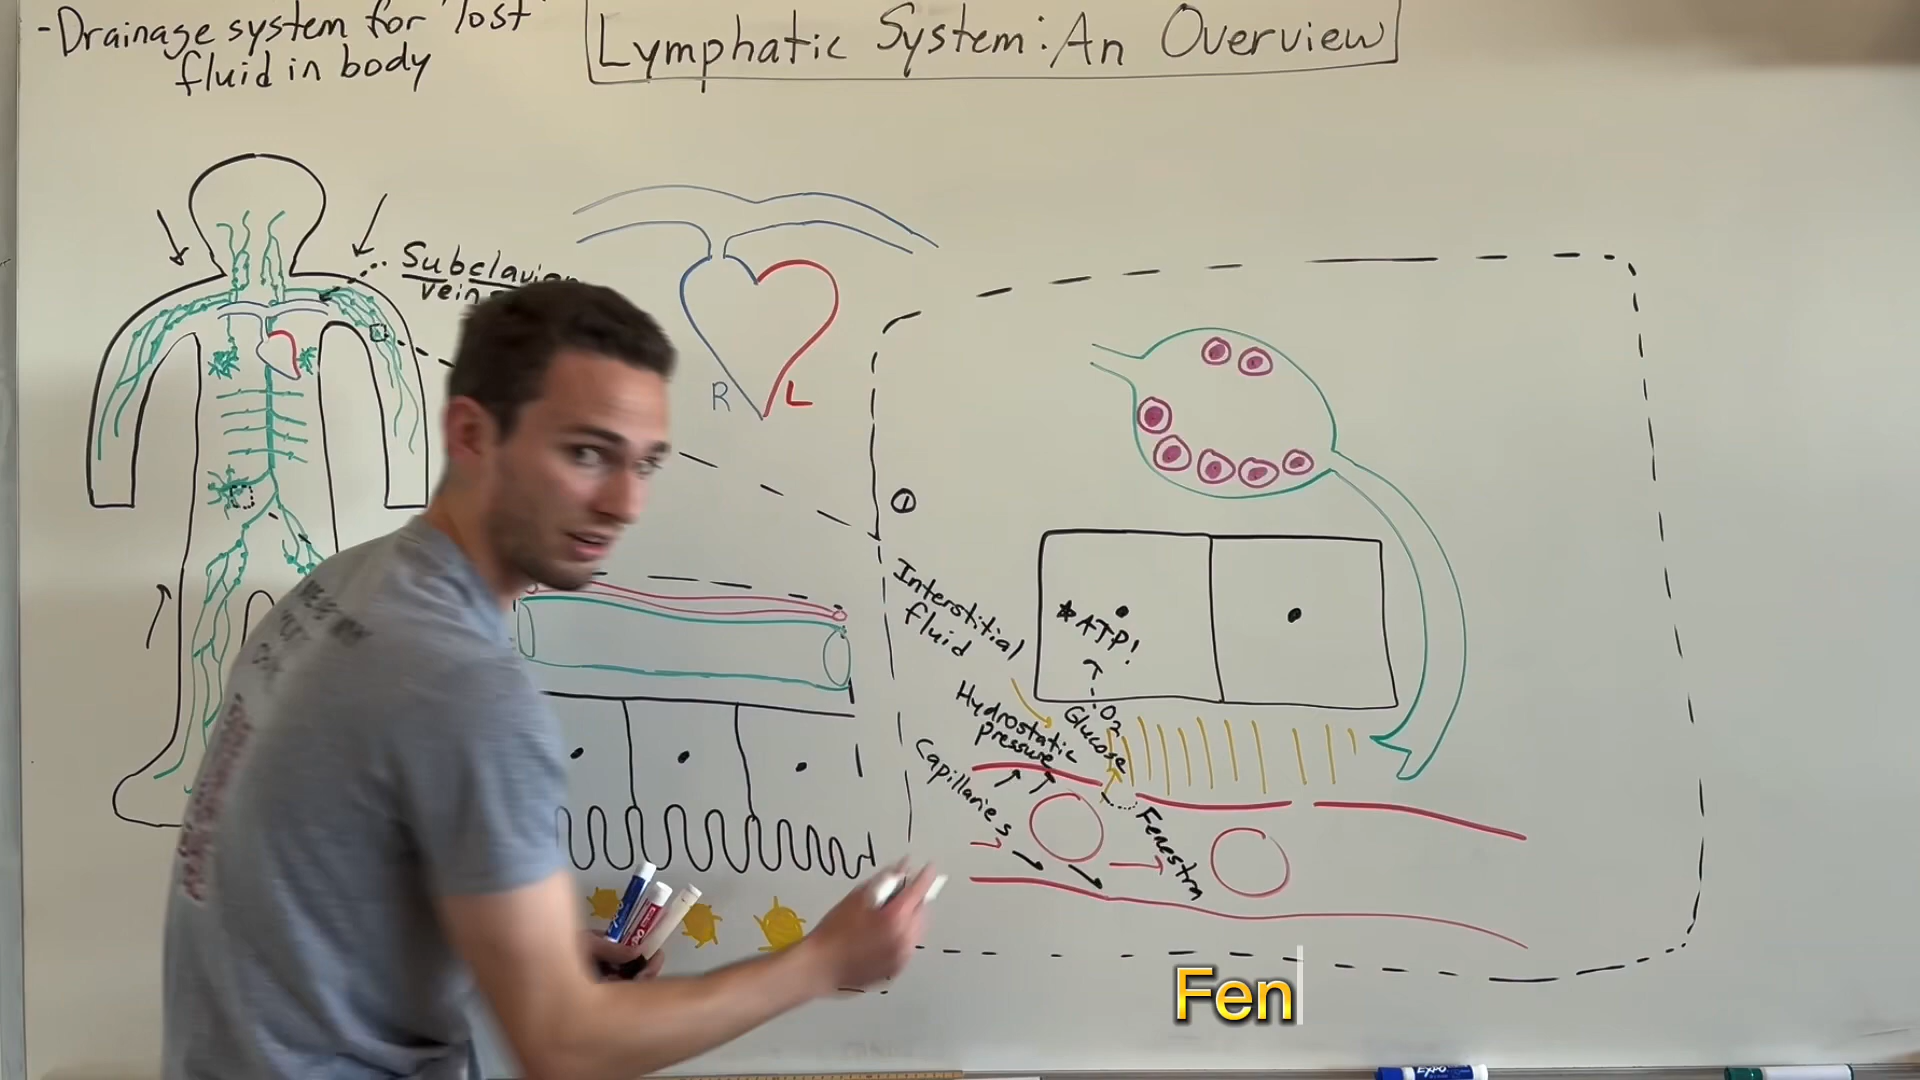 -Drainage system for "lost"
fluid in body
Lymphatic System: An Overview
Subclavian
vein
R
L
①
Interstitial
fluid
*ATP!
O2
Glucose
Hydrostatic
pressure
Capillaries
Fenestra
Fen